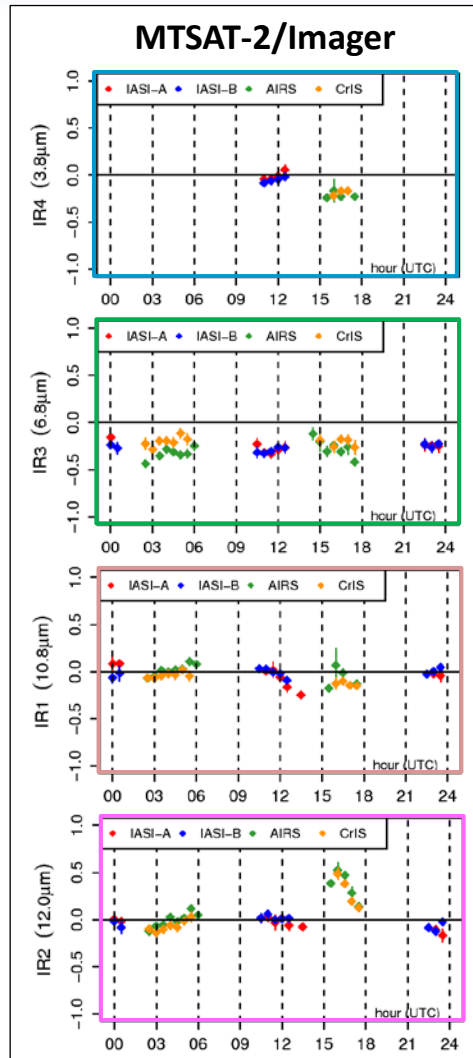 MTSAT-2/Imager
IASI-A IASI-B AIRS CrIS
IR4 (3.8μm)
1.0
0.5
0.0
-0.5
-1.0
hour (UTC)
00 03 06 09 12 15 18 21 24
IASI-A IASI-B AIRS CrIS
IR3 (6.8μm)
1.0
0.5
0.0
-0.5
-1.0
00 03 06 09 12 15 18 21 24
IASI-A IASI-B AIRS CrIS
IR1 (10.8μm)
1.0
0.5
0.0
-0.5
-1.0
hour (UTC)
00 03 06 09 12 15 18 21 24
IASI-A IASI-B AIRS CrIS
IR2 (12.0μm)
1.0
0.5
0.0
-0.5
-1.0
hour (UTC)
00 03 06 09 12 15 18 21 24